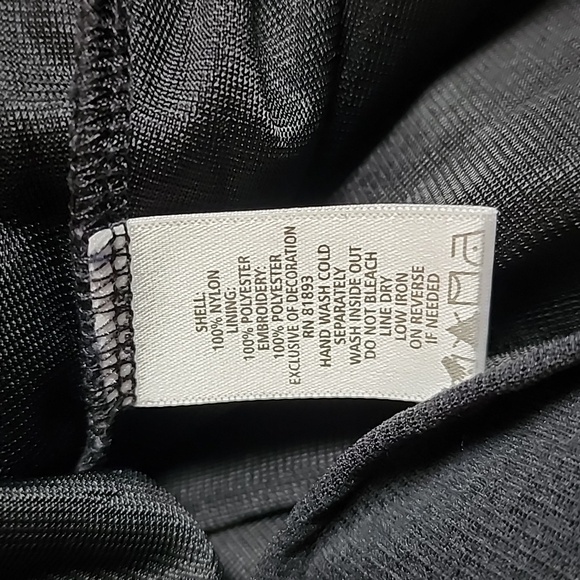 SHELL:
100% NYLON
LINING:
100% POLYESTER
EMBROIDERY:
100% POLYESTER
EXCLUSIVE OF DECORATION
RN 81893
HAND WASH COLD
SEPARATELY
WASH INSIDE OUT
DO NOT BLEACH
LINE DRY
LOW IRON
ON REVERSE
IF NEEDED